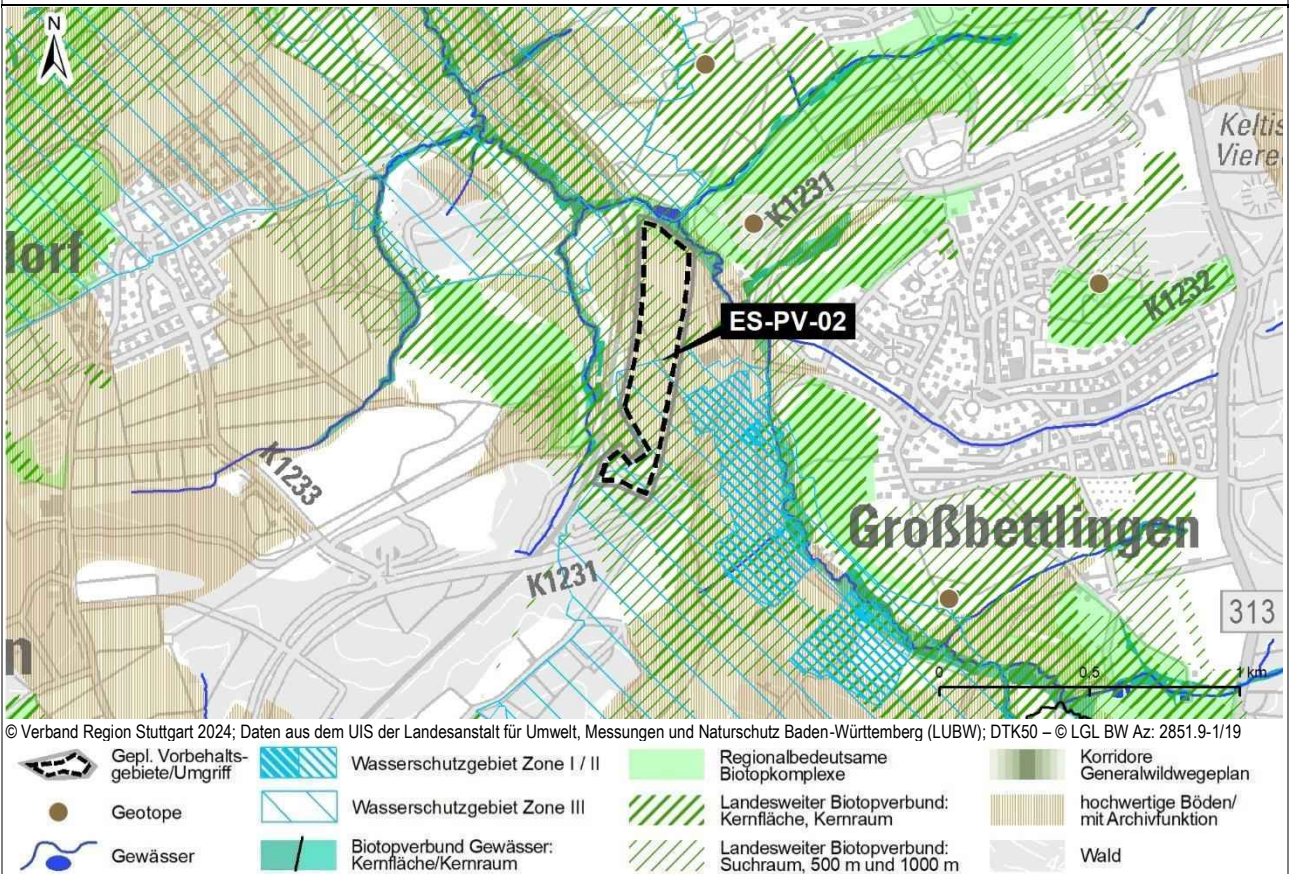 N
Keltis
Viere
K1231
lorf
K1232
ES-PV-02
K1233
Großbettlingen
K1231
313
n
0 0,5 1 km
© Verband Region Stuttgart 2024; Daten aus dem UIS der Landesanstalt für Umwelt, Messungen und Naturschutz Baden-Württemberg (LUBW); DTK50 – © LGL BW Az: 2851.9-1/19
Gepl. Vorbehalts-
gebiete/Umgriff
Geotope
Gewässer
Wasserschutzgebiet Zone I / II
Wasserschutzgebiet Zone III
Biotopverbund Gewässer:
Kernfläche/Kernraum
Regionalbedeutsame
Biotopkomplexe
Landesweiter Biotopverbund:
Kernfläche, Kernraum
Landesweiter Biotopverbund:
Suchraum, 500 m und 1000 m
Korridore
Generalwildwegeplan
hochwertige Böden/
mit Archivfunktion
Wald